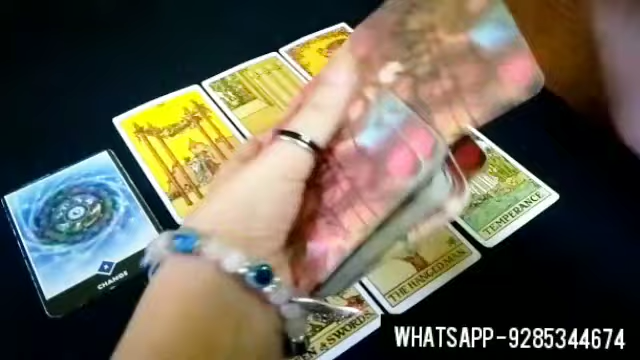 CHANGE
TEMPERANCE
THE HANGED MAN
SWORDS
WHATSAPP-9285344674